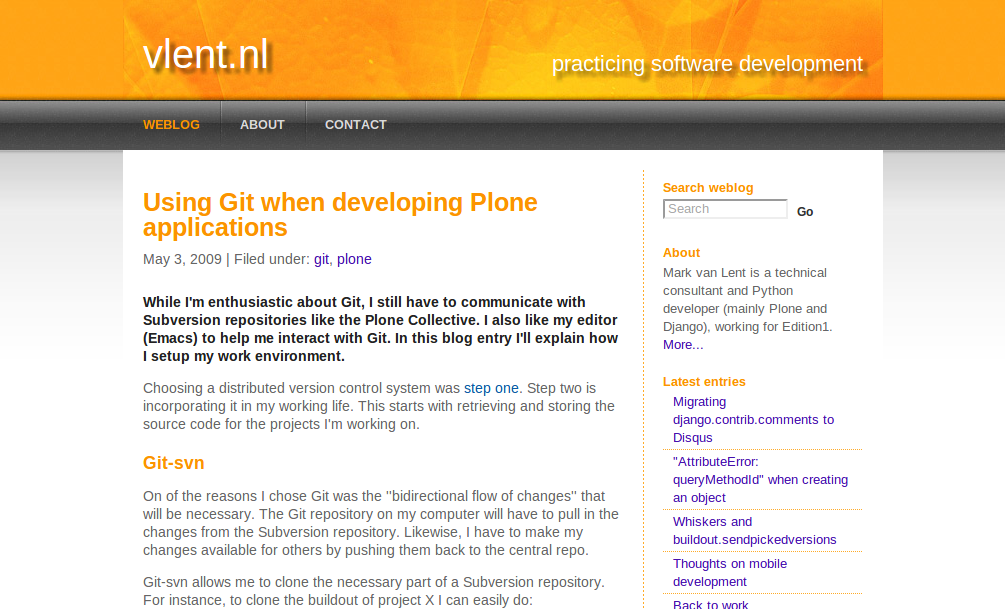 vlent.nl
practicing software development
WEBLOG
ABOUT
CONTACT
Using Git when developing Plone
applications
May 3, 2009 | Filed under: git, plone
While I'm enthusiastic about Git, I still have to communicate with
Subversion repositories like the Plone Collective. I also like my editor
(Emacs) to help me interact with Git. In this blog entry I'll explain how
I setup my work environment.
Choosing a distributed version control system was step one. Step two is
incorporating it in my working life. This starts with retrieving and storing the
source code for the projects I'm working on.
Git-svn
On of the reasons I chose Git was the "bidirectional flow of changes" that
will be necessary. The Git repository on my computer will have to pull in the
changes from the Subversion repository. Likewise, I have to make my
changes available for others by pushing them back to the central repo.
Git-svn allows me to clone the necessary part of a Subversion repository.
For instance, to clone the buildout of project X I can easily do:
Search weblog
Search
Go
About
Mark van Lent is a technical
consultant and Python
developer (mainly Plone and
Django), working for Edition1.
More...
Latest entries
Migrating
django.contrib.comments to
Disqus
"AttributeError:
queryMethodId" when creating
an object
Whiskers and
buildout.sendpickedversions
Thoughts on mobile
development
Back to work